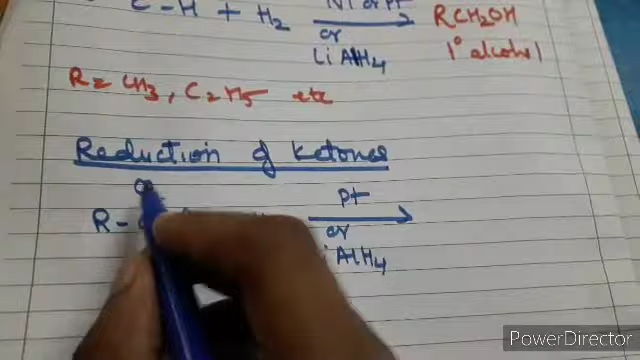 C-H + H2 Ni or Pt RCH2OH
or
LiAlH4 1° alcohol
R= CH3, C2H5 etc
Reduction of Ketones
O Pt
R- or
AlH4
PowerDirector